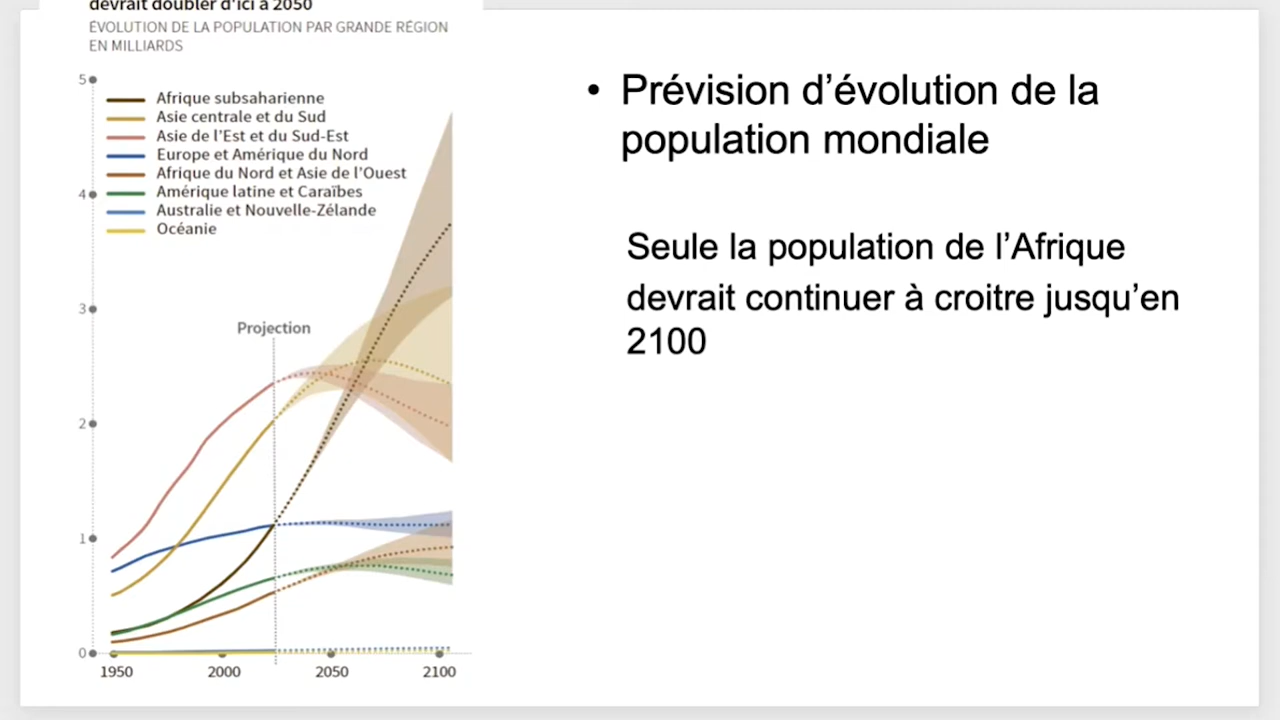 devrait doubler d'ici à 2050
ÉVOLUTION DE LA POPULATION PAR GRANDE RÉGION
EN MILLIARDS
5
Afrique subsaharienne
Asie centrale et du Sud
Asie de l'Est et du Sud-Est
Europe et Amérique du Nord
Afrique du Nord et Asie de l'Ouest
4
Amérique latine et Caraïbes
Australie et Nouvelle-Zélande
Océanie
3
Projection
2
1
0
1950
2000
2050
2100
• Prévision d'évolution de la
population mondiale
Seule la population de l'Afrique
devrait continuer à croitre jusqu'en
2100